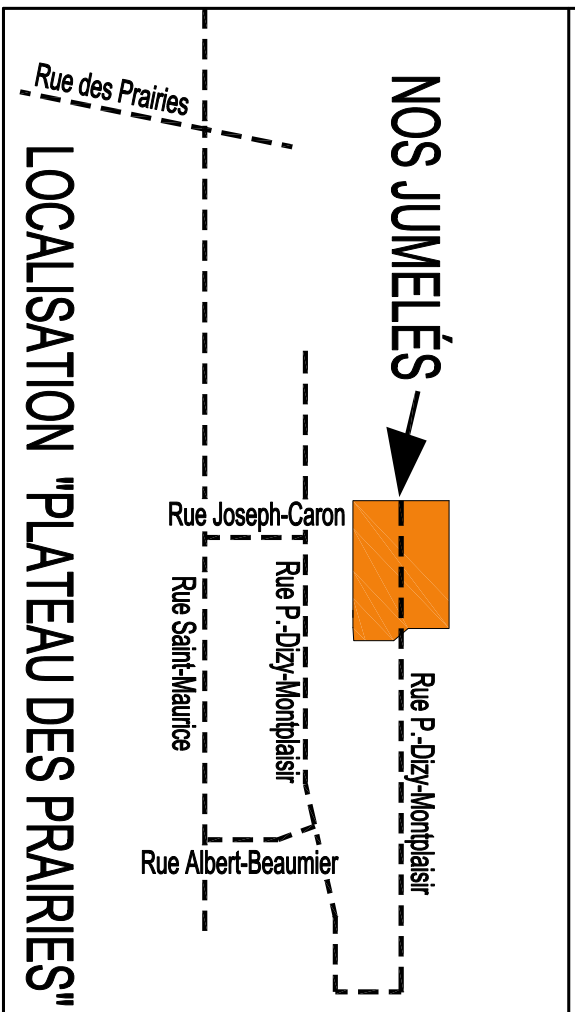 NOS JUMELÉS
Rue des Prairies
Rue Joseph-Caron
Rue P.-Dizy-Montplaisir
Rue P.-Dizy-Montplaisir
Rue Saint-Maurice
Rue Albert-Beaumier
LOCALISATION "PLATEAU DES PRAIRIES"